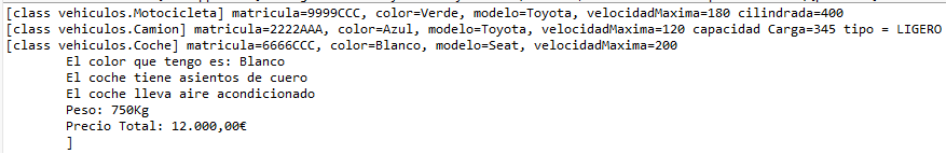 [class vehiculos.Motocicleta] matricula=9999CCC, color=Verde, modelo=Toyota, velocidadMaxima=180 cilindrada=400
[class vehiculos.Camion] matricula=2222AAA, color=Azul, modelo=Toyota, velocidadMaxima=120 capacidad Carga=345 tipo = LIGERO
[class vehiculos.Coche] matricula=6666CCC, color=Blanco, modelo=Seat, velocidadMaxima=200
El color que tengo es: Blanco
El coche tiene asientos de cuero
El coche lleva aire acondicionado
Peso: 750Kg
Precio Total: 12.000,00€
]